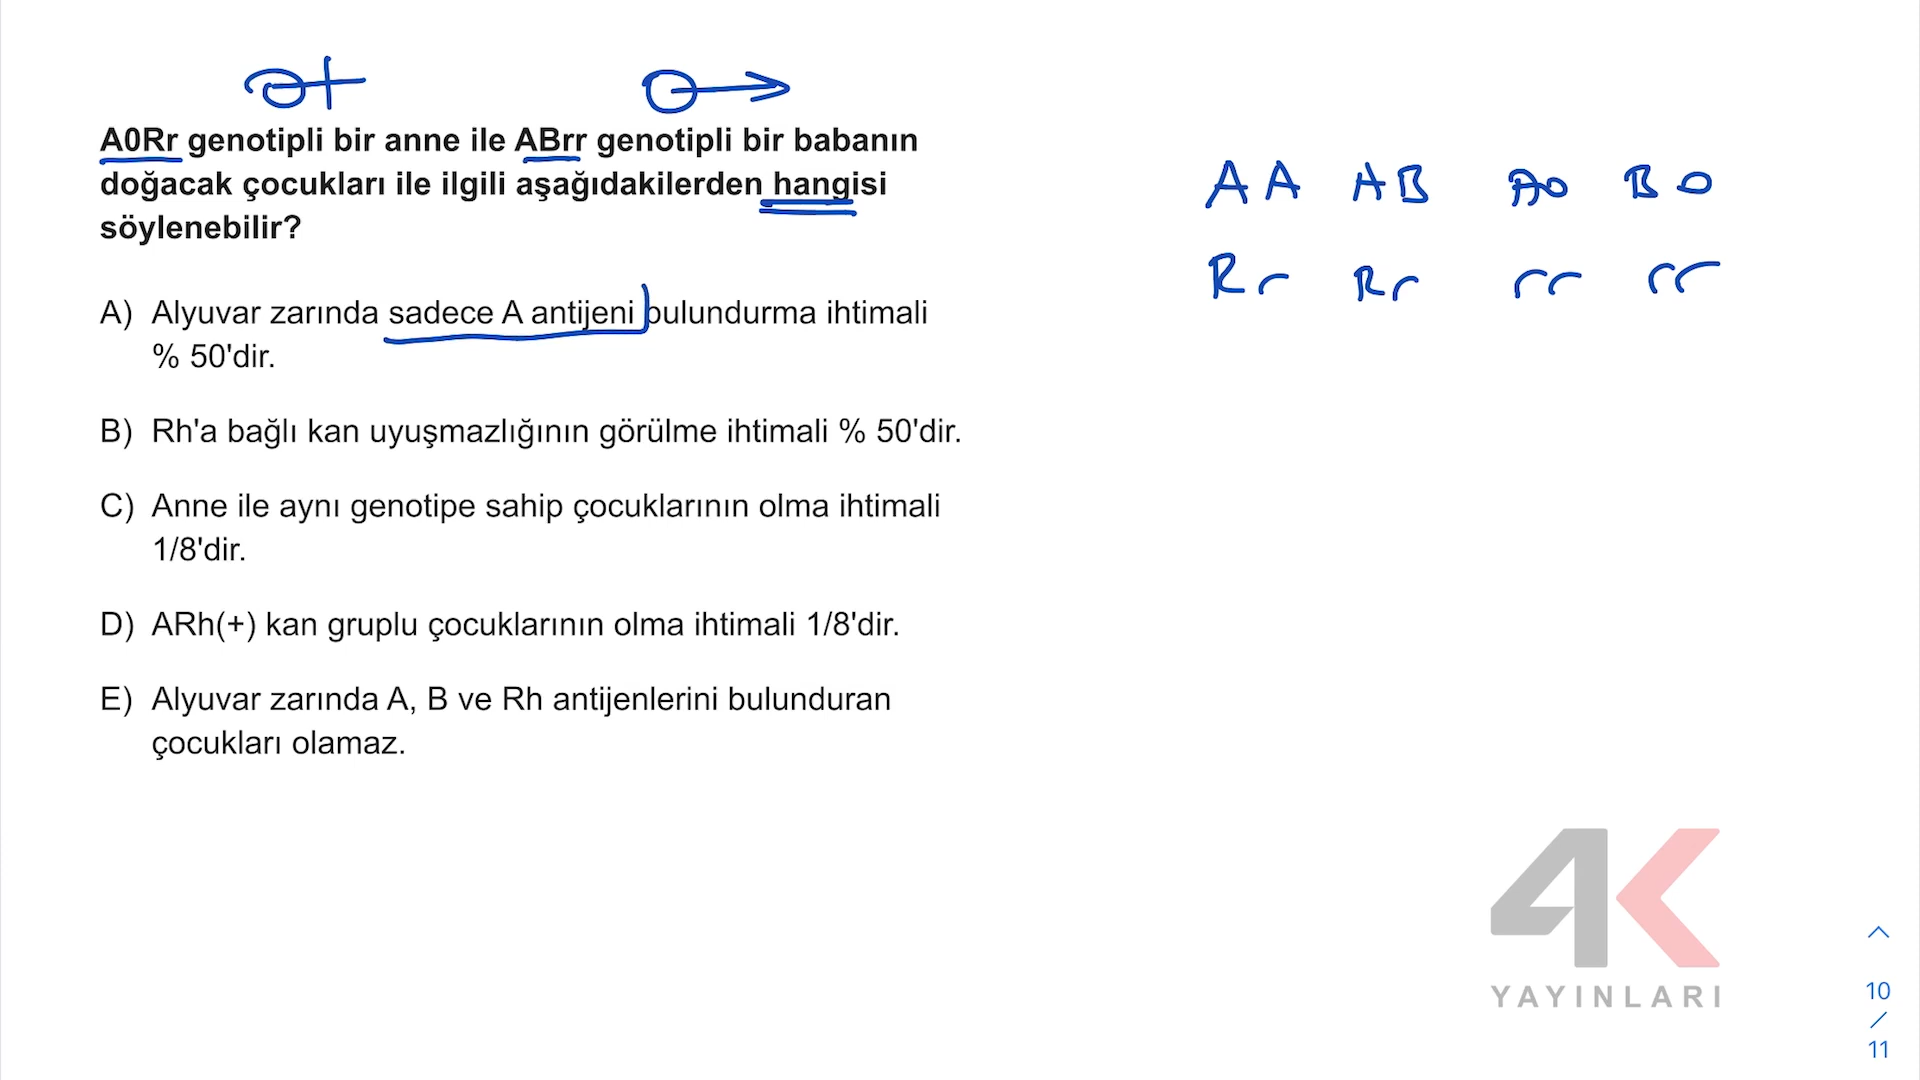 A0Rr genotipli bir anne ile ABrr genotipli bir babanın
doğacak çocukları ile ilgili aşağıdakilerden hangisi
söylenebilir?
A) Alyuvar zarında sadece A antijeni bulundurma ihtimali
% 50'dir.
B) Rh'a bağlı kan uyuşmazlığının görülme ihtimali % 50'dir.
C) Anne ile aynı genotipe sahip çocuklarının olma ihtimali
1/8'dir.
D) ARh(+) kan gruplu çocuklarının olma ihtimali 1/8'dir.
E) Alyuvar zarında A, B ve Rh antijenlerini bulunduran
çocukları olamaz.
AA AB A0 B0
Rr Rr rr rr
4K
YAYINLARI
10
/
11